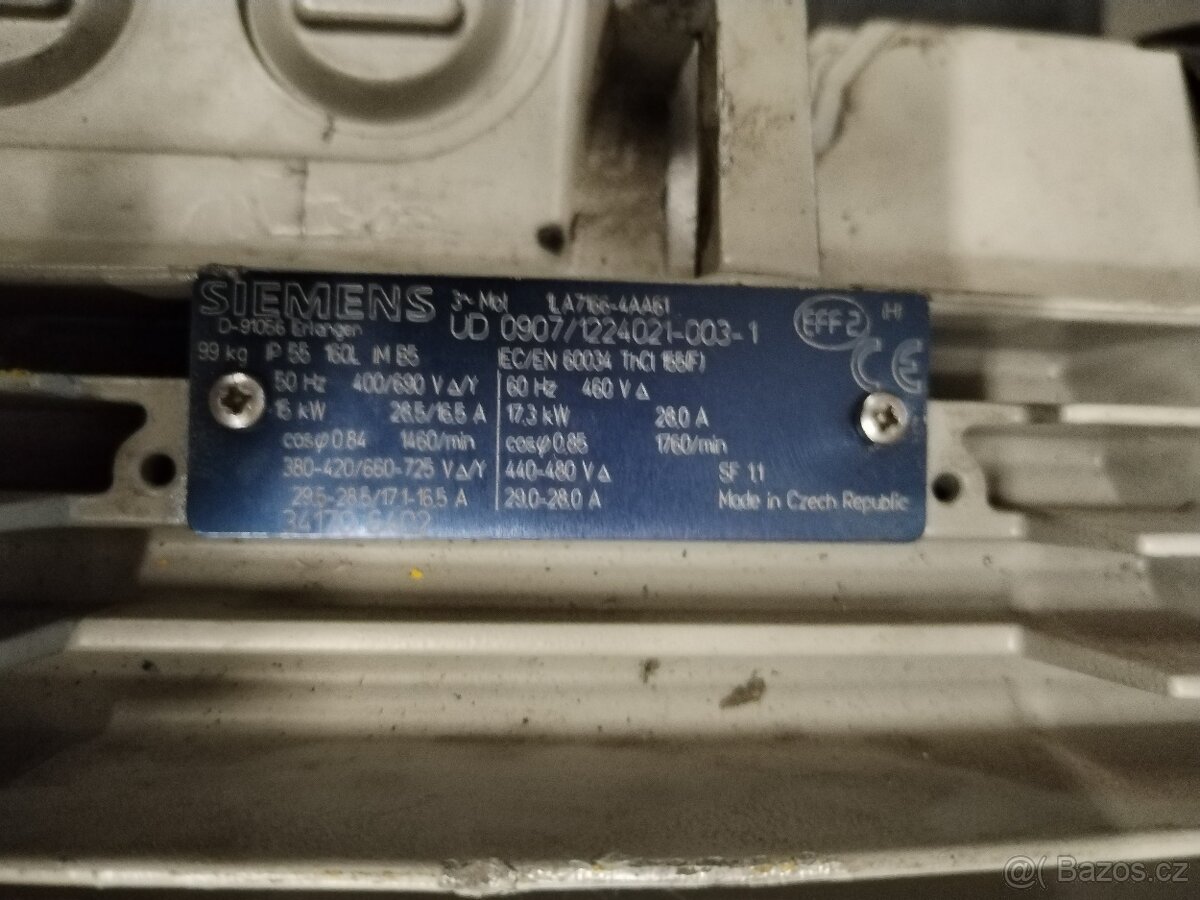 SIEMENS 3~ Mot. 1LA7166-4AA61
D-91056 Erlangen UD 0907/1224021-003-1 EFF 2
99 kg IP 55 160L IM B5 IEC/EN 60034 Th.Cl 155(F) CE
50 Hz 400/690 V Δ/Y 60 Hz 460 V Δ
15 kW 28.5/16.5 A 17.3 kW 28.0 A
cosφ 0.84 1460/min cosφ 0.85 1760/min
380-420/660-725 V Δ/Y 440-480 V Δ SF 1.1
29.5-28.5/17.1-16.5 A 29.0-28.0 A Made in Czech Republic
@( Bazos.cz